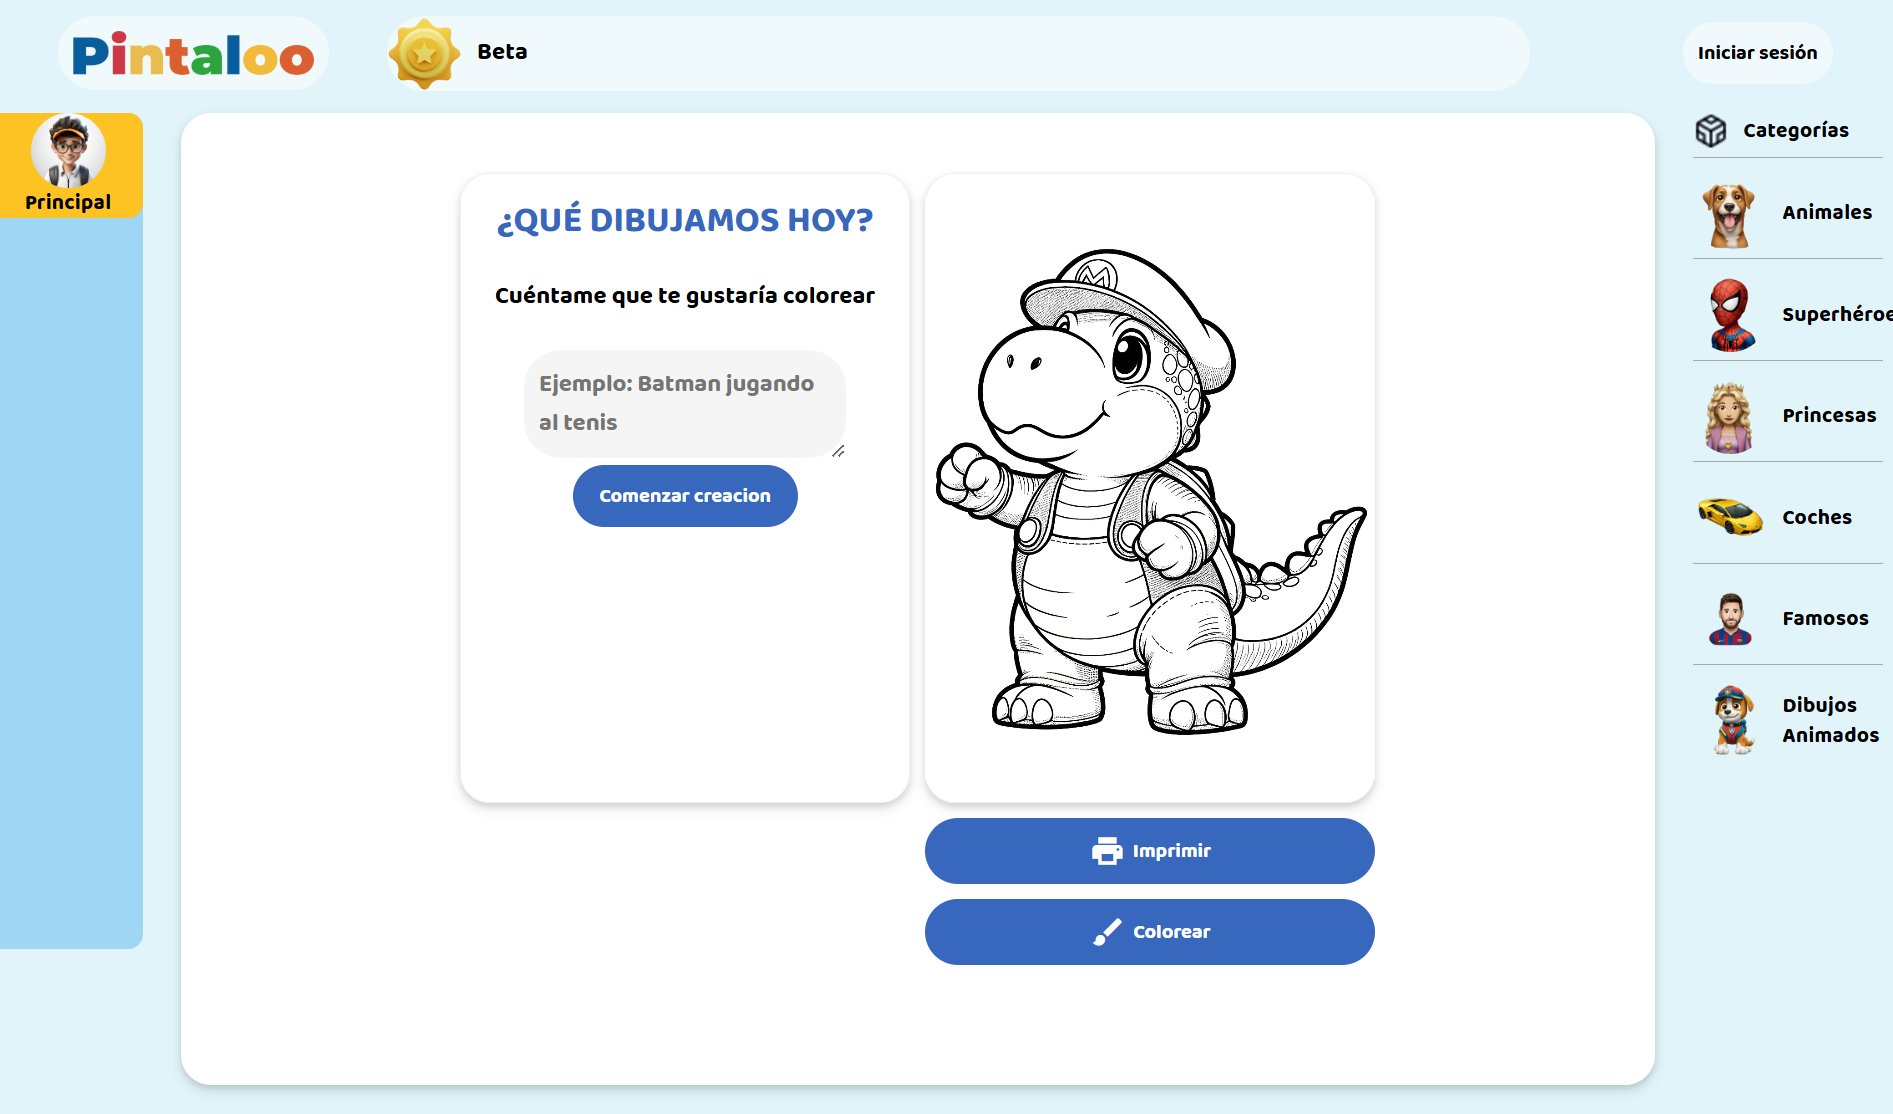 Pintaloo
Beta
Iniciar sesión
Principal
¿QUÉ DIBUJAMOS HOY?
Cuéntame que te gustaría colorear
Ejemplo: Batman jugando
al tenis
Comenzar creacion
M
Imprimir
Colorear
Categorías
Animales
Superhéroe
Princesas
Coches
Famosos
Dibujos
Animados